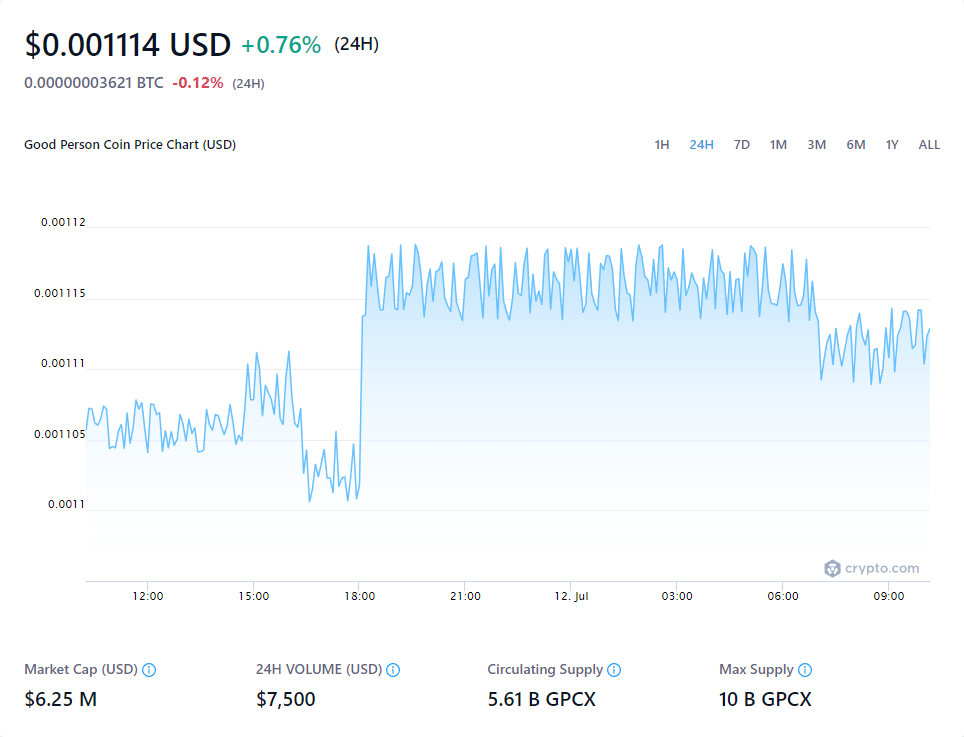 $0.001114 USD +0.76% (24H)
0.00000003621 BTC -0.12% (24H)
Good Person Coin Price Chart (USD) 1H 24H 7D 1M 3M 6M 1Y ALL
0.00112
0.001115
0.00111
0.001105
0.0011
crypto.com
12:00 15:00 18:00 21:00 12. Jul 03:00 06:00 09:00
Market Cap (USD) 24H VOLUME (USD) Circulating Supply Max Supply
$6.25 M $7,500 5.61 B GPCX 10 B GPCX